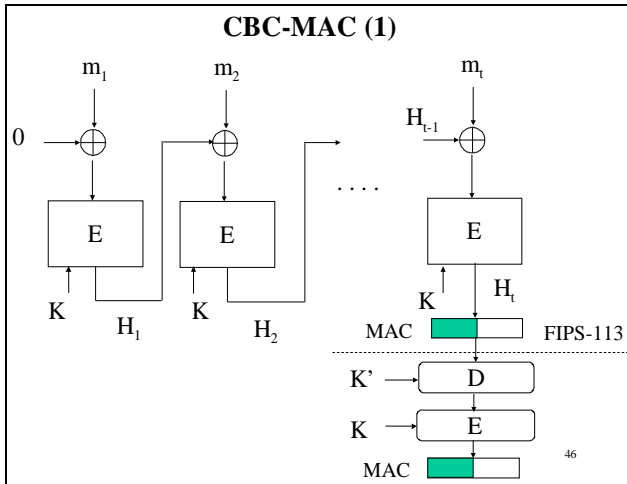 CBC-MAC (1)
m₁ m₂ mₜ
0 Hₜ₋₁
. . . .
E E E
K H₁ K H₂ K Hₜ
MAC FIPS-113
K’ D
K E
MAC
46